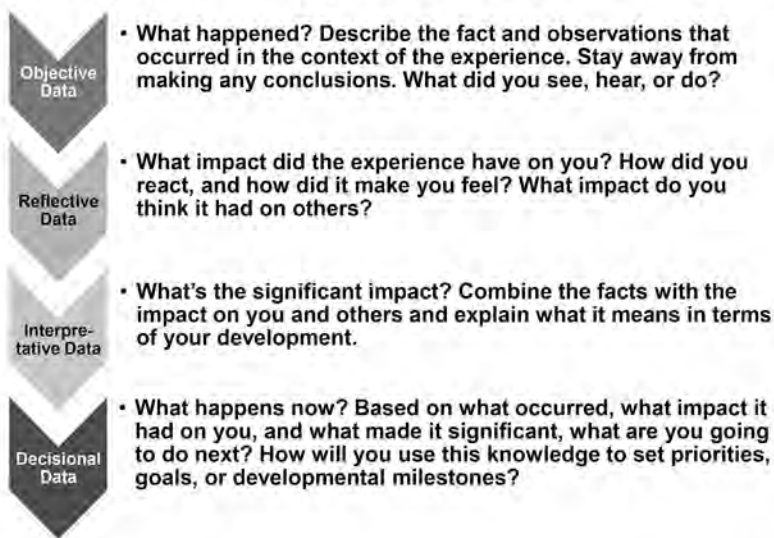 Objective
Data
• What happened? Describe the fact and observations that
occurred in the context of the experience. Stay away from
making any conclusions. What did you see, hear, or do?
Reflective
Data
• What impact did the experience have on you? How did you
react, and how did it make you feel? What impact do you
think it had on others?
Interpre-
tative Data
• What's the significant impact? Combine the facts with the
impact on you and others and explain what it means in terms
of your development.
Decisional
Data
• What happens now? Based on what occurred, what impact it
had on you, and what made it significant, what are you going
to do next? How will you use this knowledge to set priorities,
goals, or developmental milestones?